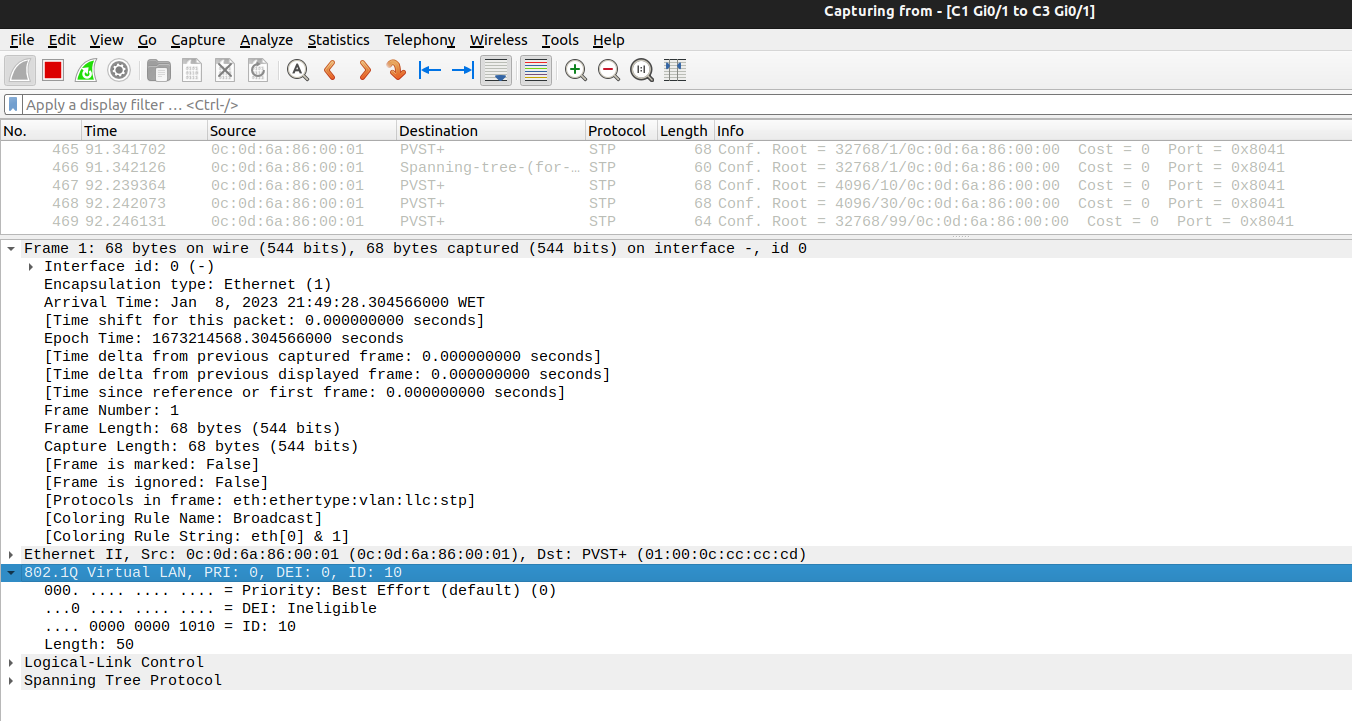 Capturing from - [C1 Gi0/1 to C3 Gi0/1]
File Edit View Go Capture Analyze Statistics Telephony Wireless Tools Help
Apply a display filter … <Ctrl-/>
No. Time Source Destination Protocol Length Info
465 91.341702 0c:0d:6a:86:00:01 PVST+ STP 68 Conf. Root = 32768/1/0c:0d:6a:86:00:00  Cost = 0  Port = 0x8041
466 91.342126 0c:0d:6a:86:00:01 Spanning-tree-(for-… STP 60 Conf. Root = 32768/1/0c:0d:6a:86:00:00  Cost = 0  Port = 0x8041
467 92.239364 0c:0d:6a:86:00:01 PVST+ STP 68 Conf. Root = 4096/10/0c:0d:6a:86:00:00  Cost = 0  Port = 0x8041
468 92.242073 0c:0d:6a:86:00:01 PVST+ STP 68 Conf. Root = 4096/30/0c:0d:6a:86:00:00  Cost = 0  Port = 0x8041
469 92.246131 0c:0d:6a:86:00:01 PVST+ STP 64 Conf. Root = 32768/99/0c:0d:6a:86:00:00  Cost = 0  Port = 0x8041
Frame 1: 68 bytes on wire (544 bits), 68 bytes captured (544 bits) on interface -, id 0
Interface id: 0 (-)
Encapsulation type: Ethernet (1)
Arrival Time: Jan  8, 2023 21:49:28.304566000 WET
[Time shift for this packet: 0.000000000 seconds]
Epoch Time: 1673214568.304566000 seconds
[Time delta from previous captured frame: 0.000000000 seconds]
[Time delta from previous displayed frame: 0.000000000 seconds]
[Time since reference or first frame: 0.000000000 seconds]
Frame Number: 1
Frame Length: 68 bytes (544 bits)
Capture Length: 68 bytes (544 bits)
[Frame is marked: False]
[Frame is ignored: False]
[Protocols in frame: eth:ethertype:vlan:llc:stp]
[Coloring Rule Name: Broadcast]
[Coloring Rule String: eth[0] & 1]
Ethernet II, Src: 0c:0d:6a:86:00:01 (0c:0d:6a:86:00:01), Dst: PVST+ (01:00:0c:cc:cc:cd)
802.1Q Virtual LAN, PRI: 0, DEI: 0, ID: 10
000. .... .... .... = Priority: Best Effort (default) (0)
...0 .... .... .... = DEI: Ineligible
.... 0000 0000 1010 = ID: 10
Length: 50
Logical-Link Control
Spanning Tree Protocol